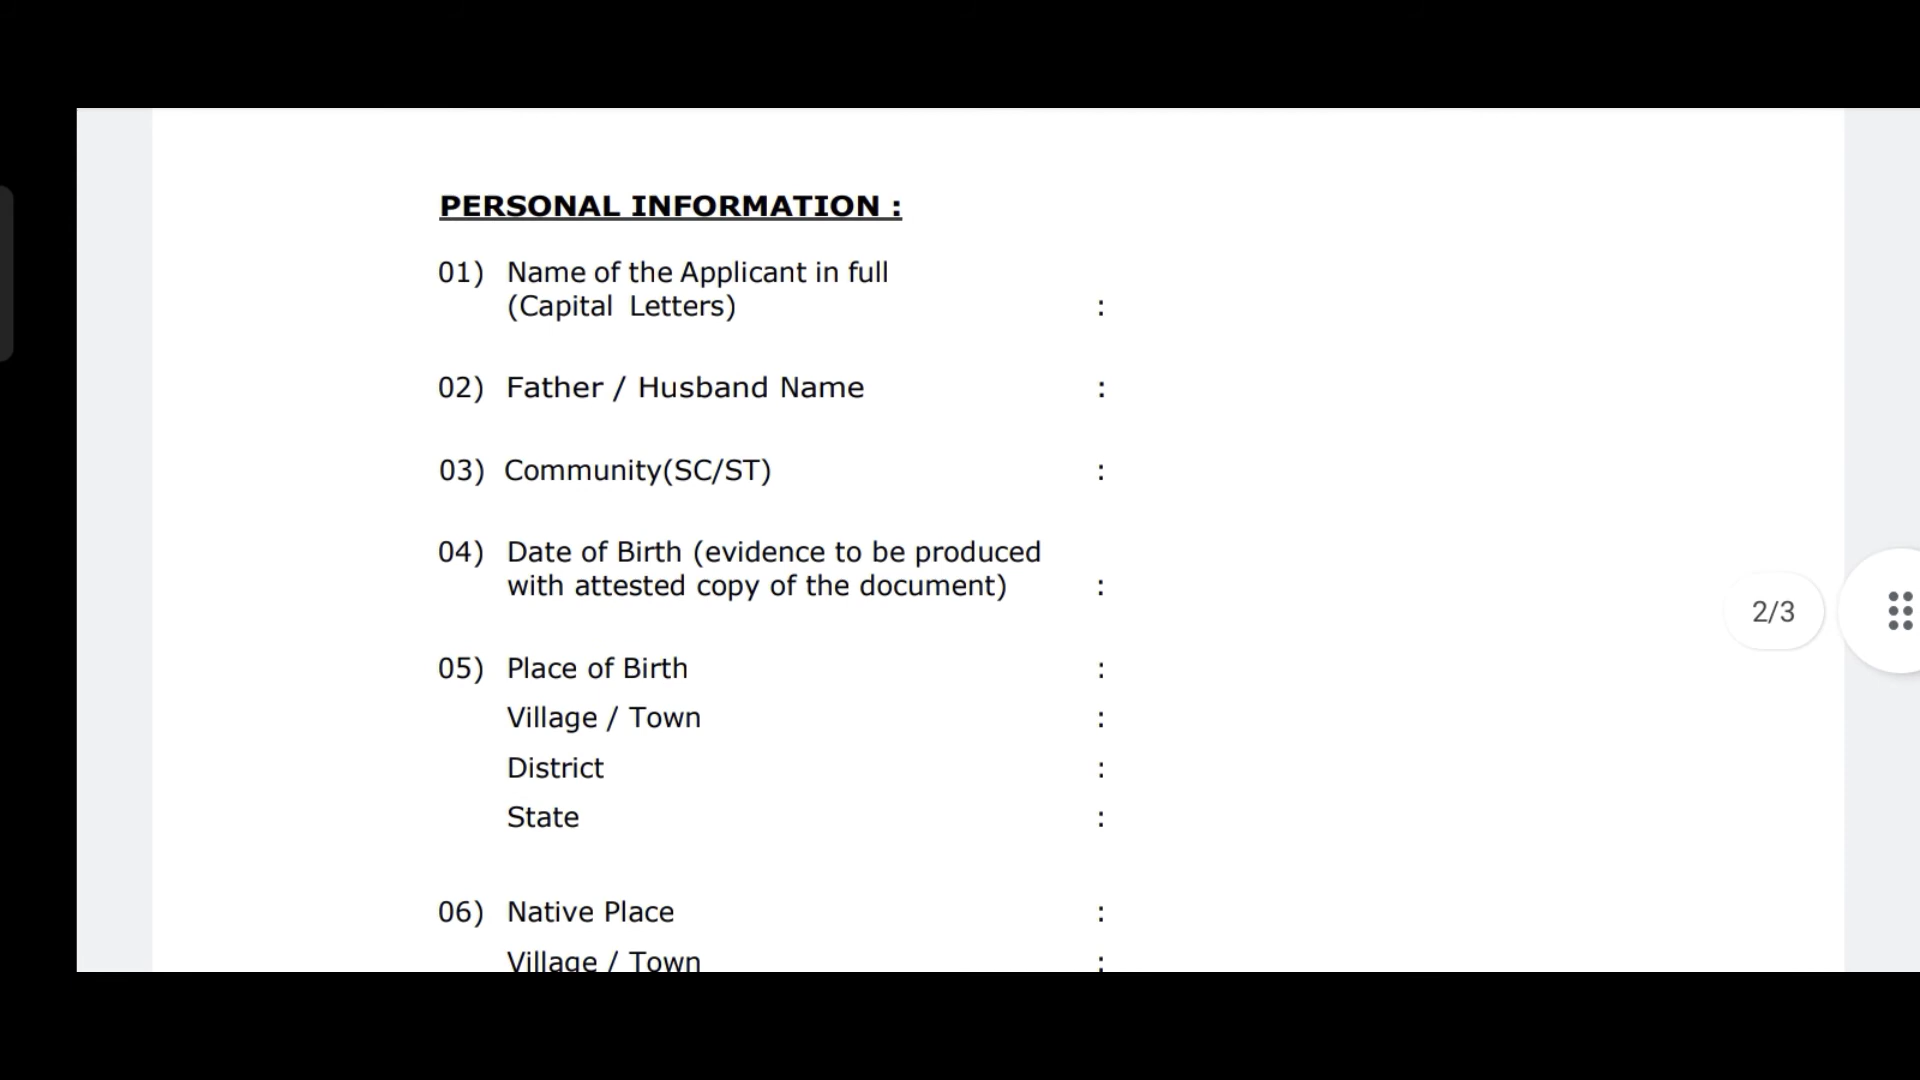 PERSONAL INFORMATION :
01) Name of the Applicant in full
(Capital Letters) :
02) Father / Husband Name :
03) Community(SC/ST) :
04) Date of Birth (evidence to be produced
with attested copy of the document) :
05) Place of Birth :
Village / Town :
District :
State :
2/3
06) Native Place :
Village / Town :